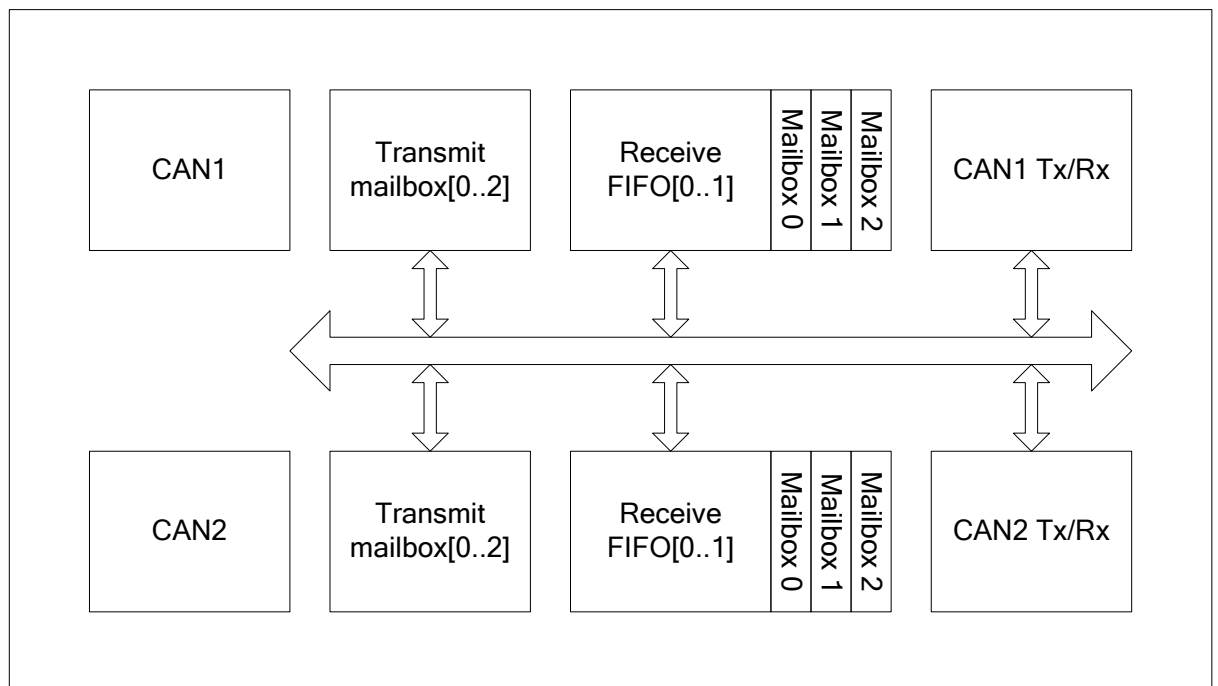 CAN1
Transmit
mailbox[0..2]
Receive
FIFO[0..1]
Mailbox 0
Mailbox 1
Mailbox 2
CAN1 Tx/Rx
CAN2
Transmit
mailbox[0..2]
Receive
FIFO[0..1]
Mailbox 0
Mailbox 1
Mailbox 2
CAN2 Tx/Rx